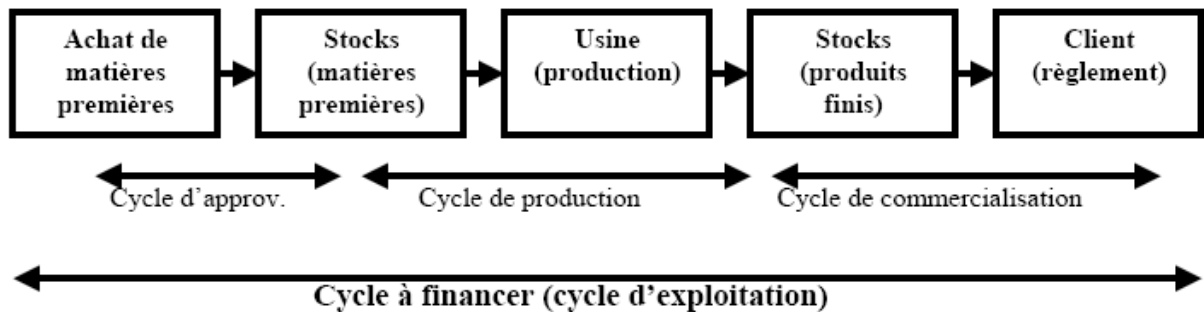 Achat de
matières
premières
Stocks
(matières
premières)
Usine
(production)
Stocks
(produits
finis)
Client
(règlement)
Cycle d'approv.
Cycle de production
Cycle de commercialisation
Cycle à financer (cycle d'exploitation)